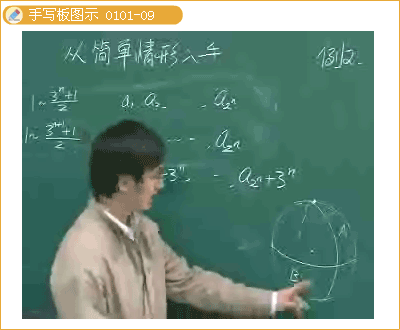 手写板图示 0101-09
从简单情形入手 例2.
1~ (3ⁿ+1)/2 a₁ a₂ . . a₂ⁿ
1~ (3ⁿ⁺¹+1)/2 ... . a₂ⁿ
-3ⁿ, - . a₂ⁿ+3ⁿ
A
B